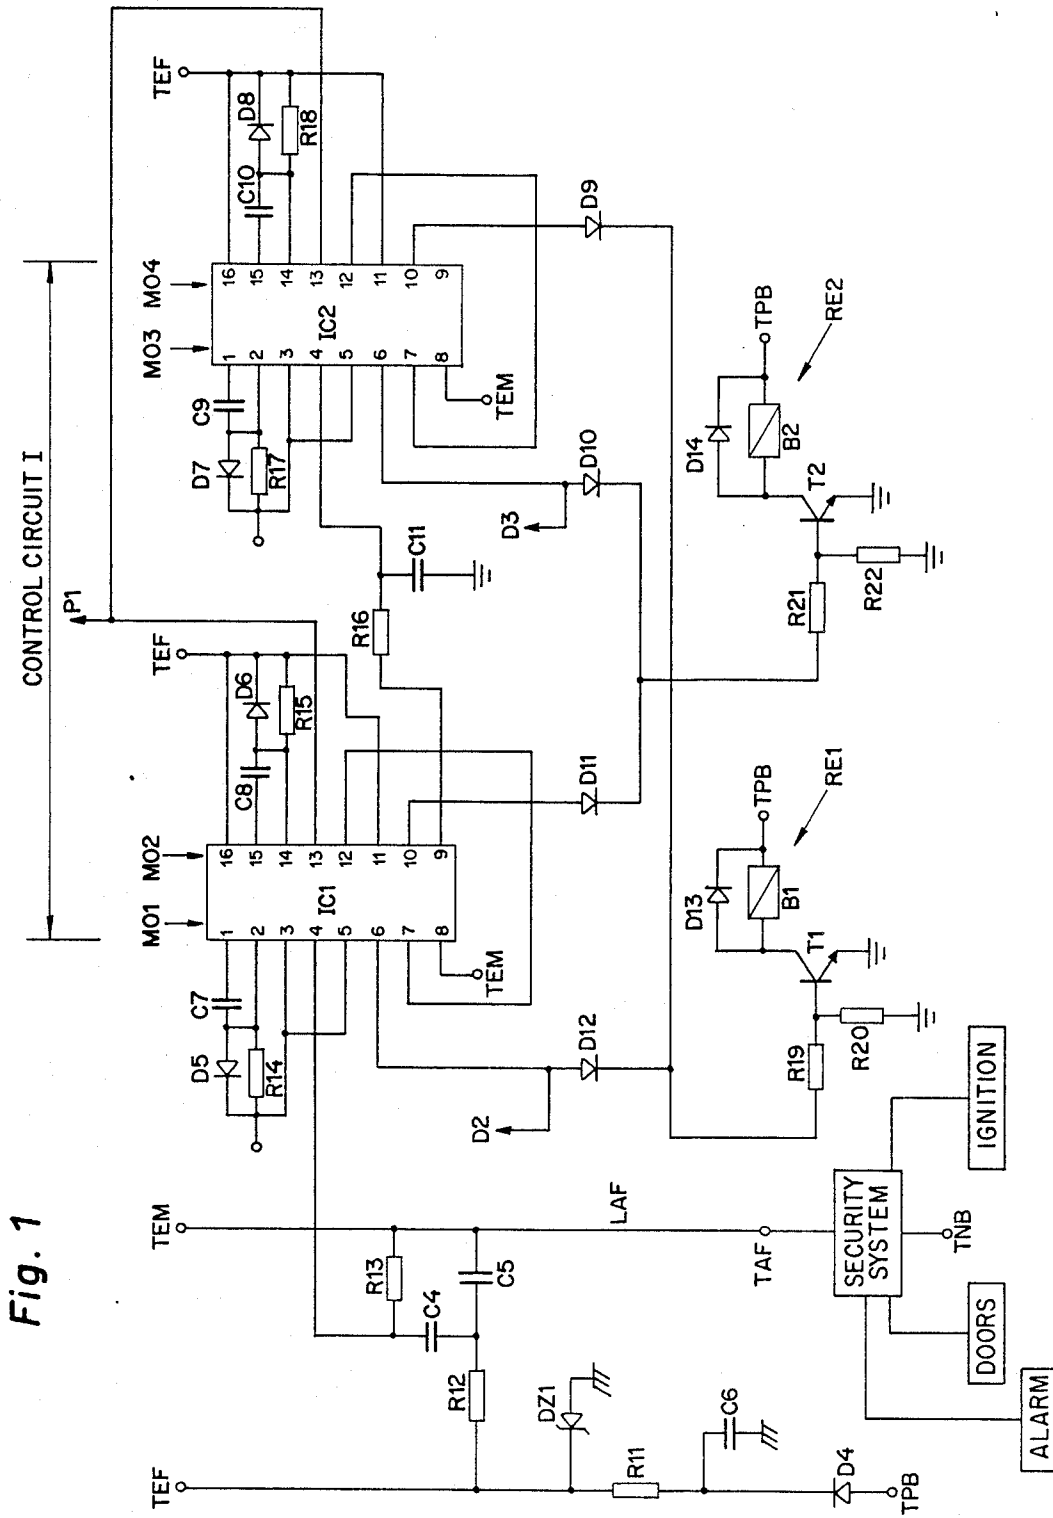 Fig. 1
CONTROL CIRCUIT I
P1
TEF
TEM
TEF
TEF
M01
M02
M03
M04
D5
C7
R14
1
2
3
4
5
6
7
8
IC1
16
15
14
13
12
11
10
9
C8
D6
R15
TEM
D7
C9
R17
1
2
3
4
5
6
7
8
IC2
16
15
14
13
12
11
10
9
C10
D8
R18
TEM
R16
C11
R12
R13
C4
C5
LAF
TAF
D2
D12
D11
D3
D10
D9
DZ1
R11
C6
D4
TPB
SECURITY
SYSTEM
TNB
IGNITION
DOORS
ALARM
R19
R20
T1
D13
B1
TPB
RE1
R21
R22
T2
D14
B2
TPB
RE2